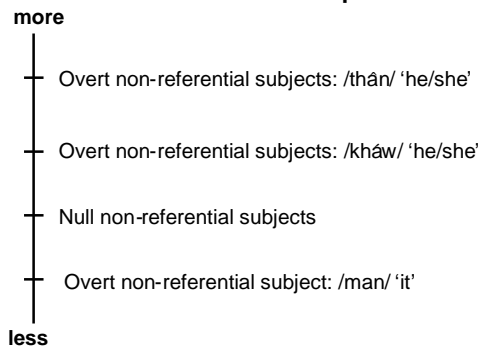 more
Overt non-referential subjects: /thân/ ‘he/she’
Overt non-referential subjects: /kháw/ ‘he/she’
Null non-referential subjects
Overt non-referential subject: /man/ ‘it’
less